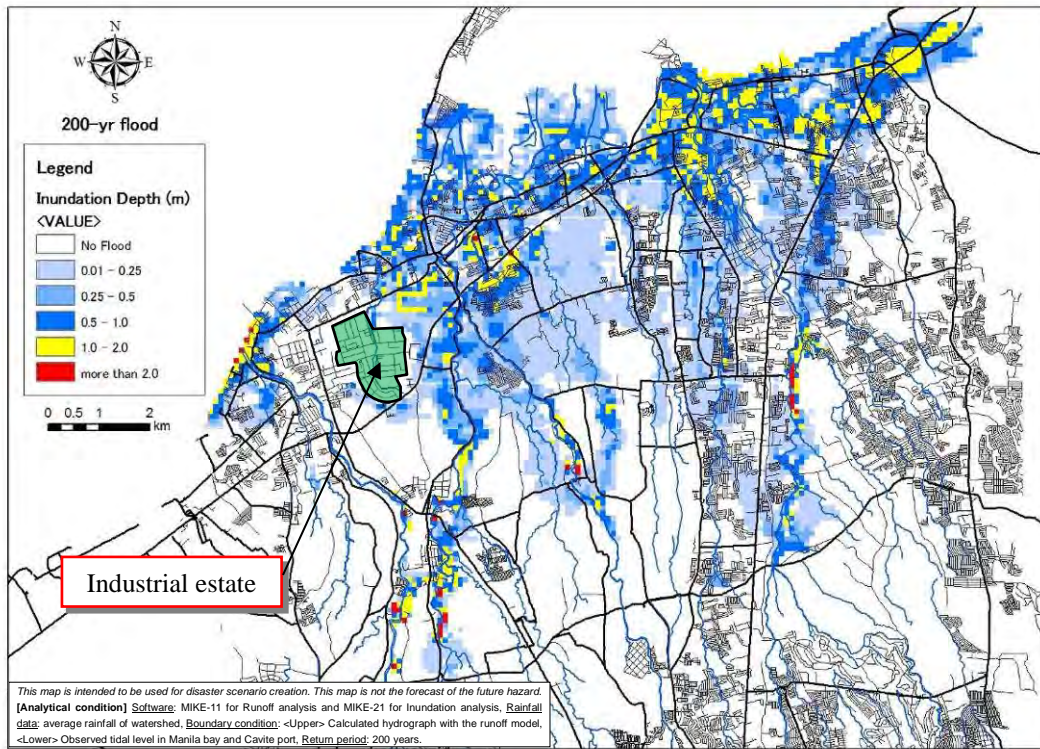 N
W E
S
200-yr flood
Legend
Inundation Depth (m)
<VALUE>
No Flood
0.01 - 0.25
0.25 - 0.5
0.5 - 1.0
1.0 - 2.0
more than 2.0
0 0.5 1 2
km
Industrial estate
This map is intended to be used for disaster scenario creation. This map is not the forecast of the future hazard.
[Analytical condition] Software: MIKE-11 for Runoff analysis and MIKE-21 for Inundation analysis, Rainfall
data: average rainfall of watershed, Boundary condition: <Upper> Calculated hydrograph with the runoff model,
<Lower> Observed tidal level in Manila bay and Cavite port, Return period: 200 years.